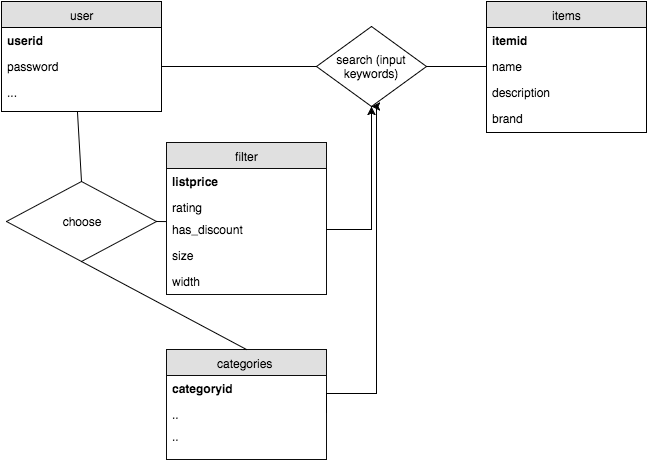 user
userid
password
...
search (input
keywords)
items
itemid
name
description
brand
filter
listprice
rating
has_discount
size
width
choose
categories
categoryid
..
..